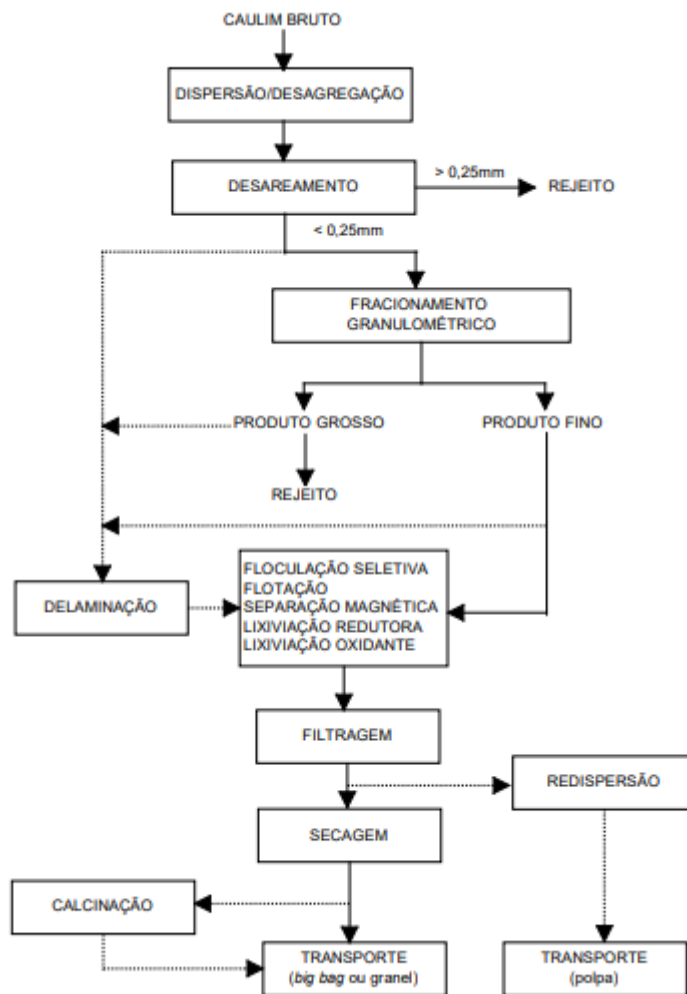 CAULIM BRUTO
DISPERSÃO/DESAGREGAÇÃO
DESAREAMENTO
> 0,25mm
REJEITO
< 0,25mm
FRACIONAMENTO
GRANULOMÉTRICO
PRODUTO GROSSO
PRODUTO FINO
REJEITO
DELAMINAÇÃO
FLOCULAÇÃO SELETIVA
FLOTAÇÃO
SEPARAÇÃO MAGNÉTICA
LIXIVIAÇÃO REDUTORA
LIXIVIAÇÃO OXIDANTE
FILTRAGEM
REDISPERSÃO
SECAGEM
CALCINAÇÃO
TRANSPORTE
(big bag ou granel)
TRANSPORTE
(polpa)